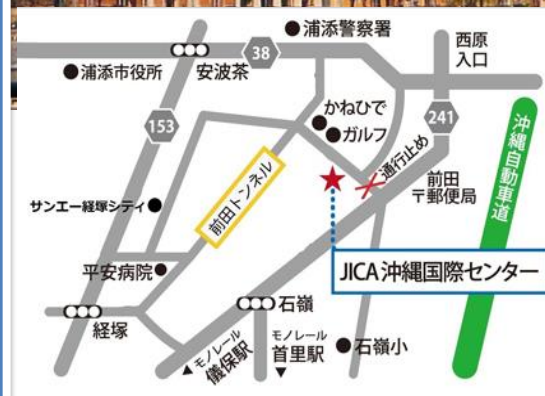 浦添警察署
38
西原
入口
浦添市役所
安波茶
かねひで
ガルフ
241
153
通行止め
沖縄自動車道
前田トンネル
前田
〒郵便局
サンエー経塚シティ
JICA沖縄国際センター
平安病院
石嶺
経塚
モノレール
儀保駅
モノレール
首里駅
石嶺小